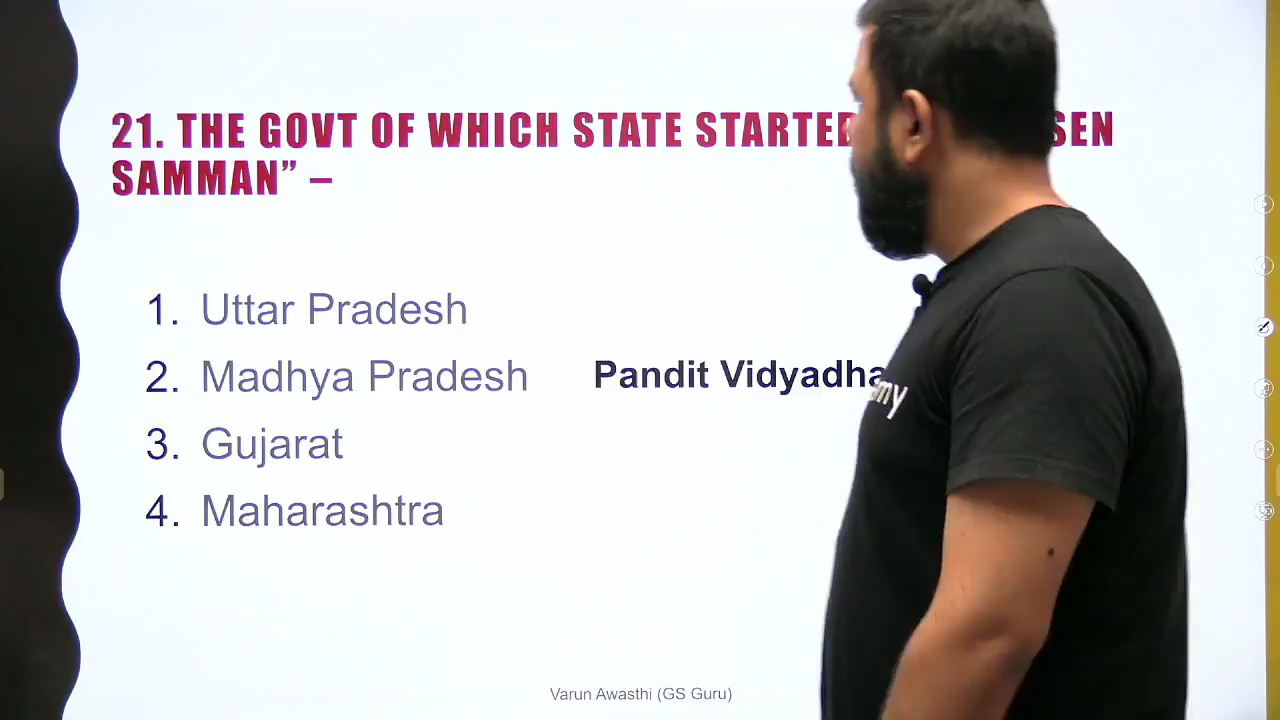 21. THE GOVT OF WHICH STATE STARTED SEN
SAMMAN” –
1. Uttar Pradesh
2. Madhya Pradesh Pandit
3. Gujarat
4. Maharashtra
Varun Awasthi (GS Guru)